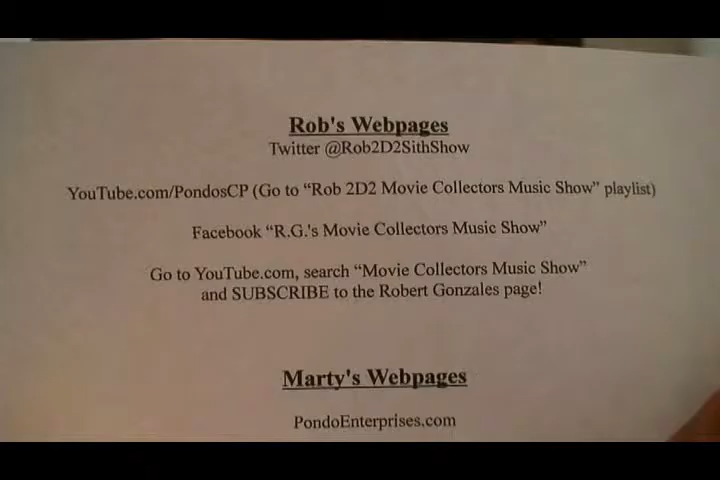 Rob's Webpages
Twitter @Rob2D2SithShow
YouTube.com/PondosCP (Go to “Rob 2D2 Movie Collectors Music Show” playlist)
Facebook “R.G.'s Movie Collectors Music Show”
Go to YouTube.com, search “Movie Collectors Music Show”
and SUBSCRIBE to the Robert Gonzales page!
Marty's Webpages
PondoEnterprises.com